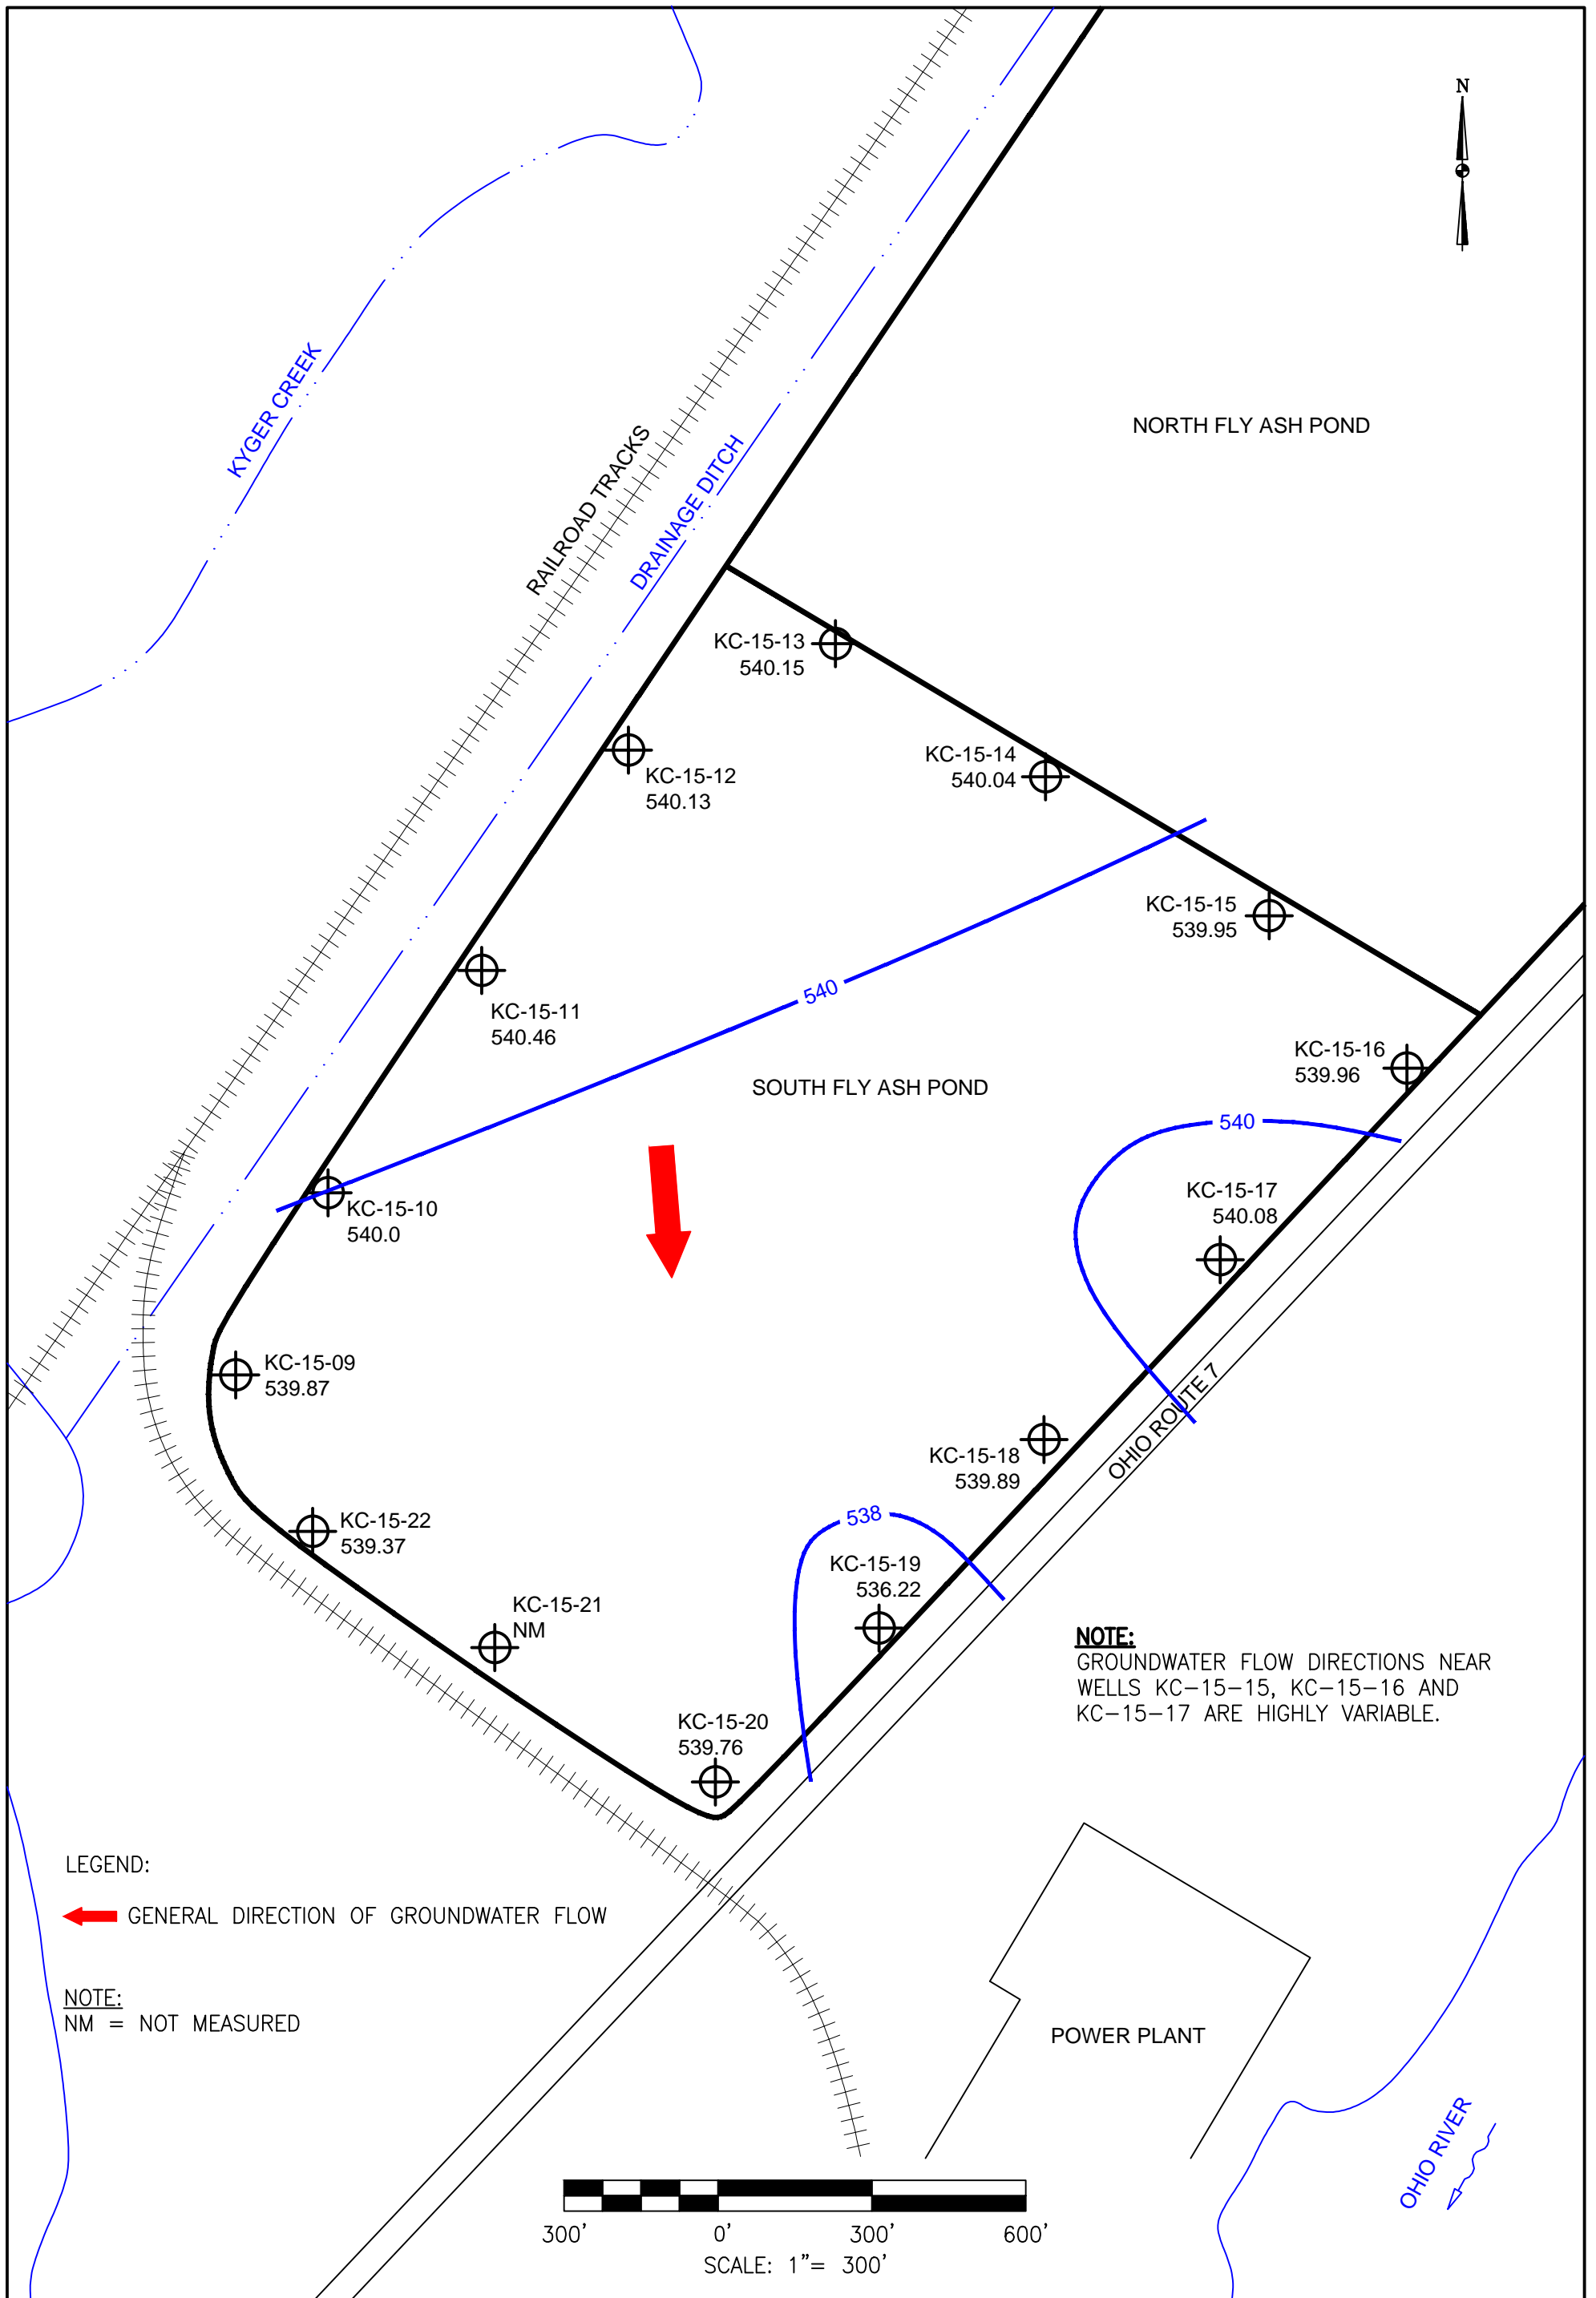 N
KYGER CREEK
RAILROAD TRACKS
DRAINAGE DITCH
NORTH FLY ASH POND
KC-15-13
540.15
KC-15-12
540.13
KC-15-14
540.04
KC-15-15
539.95
KC-15-11
540.46
540
SOUTH FLY ASH POND
KC-15-16
539.96
540
KC-15-17
540.08
KC-15-10
540.0
KC-15-09
539.87
OHIO ROUTE 7
KC-15-18
539.89
KC-15-22
539.37
538
KC-15-19
536.22
KC-15-21
NM
KC-15-20
539.76
NOTE:
GROUNDWATER FLOW DIRECTIONS NEAR
WELLS KC-15-15, KC-15-16 AND
KC-15-17 ARE HIGHLY VARIABLE.
LEGEND:
GENERAL DIRECTION OF GROUNDWATER FLOW
NOTE:
NM = NOT MEASURED
POWER PLANT
OHIO RIVER
300' 0' 300' 600'
SCALE: 1"= 300'